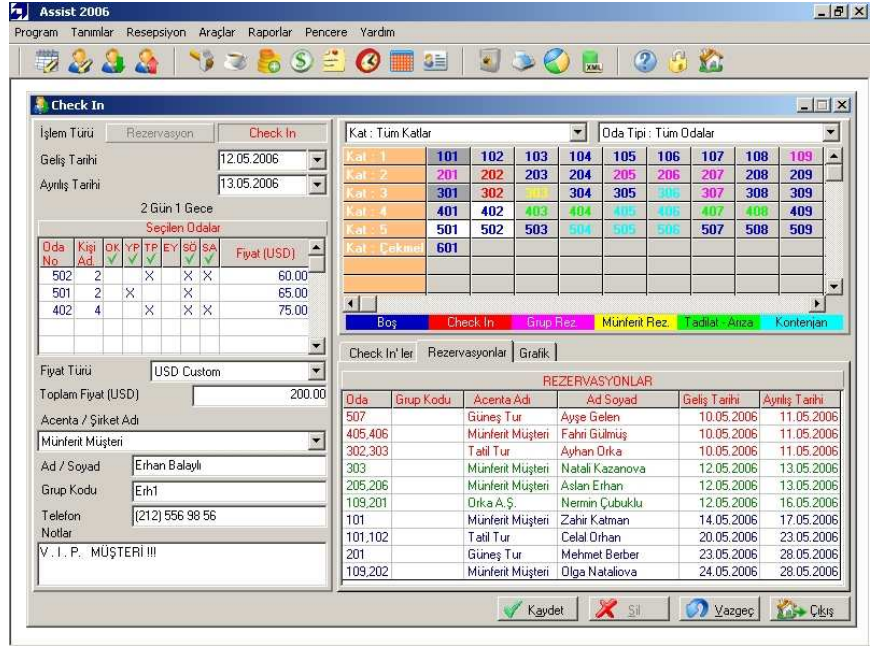 Assist 2006
Program Tanımlar Resepsiyon Araçlar Raporlar Pencere Yardım
XML
Check In
İşlem Türü Rezervasyon Check In
Geliş Tarihi 12.05.2006
Ayrılış Tarihi 13.05.2006
2 Gün 1 Gece
Seçilen Odalar
Oda No Kişi Ad. OK YP TP EY SÖ SA Fiyat (USD)
502 2 X X X 60.00
501 2 X X 65.00
402 4 X X X 75.00
Fiyat Türü USD Custom
Toplam Fiyat (USD) 200.00
Acenta / Şirket Adı
Münferit Müşteri
Ad / Soyad Erhan Balaylı
Grup Kodu Erh1
Telefon (212) 556 98 56
Notlar
V.I.P. MÜŞTERİ !!!
Kat : Tüm Katlar Oda Tipi : Tüm Odalar
Kat : 1 101 102 103 104 105 106 107 108 109
Kat : 2 201 202 203 204 205 206 207 208 209
Kat : 3 301 302 303 304 305 306 307 308 309
Kat : 4 401 402 403 404 405 406 407 408 409
Kat : 5 501 502 503 504 505 506 507 508 509
Kat : Çekmel 601
Boş Check In Grup Rez. Münferit Rez. Tadilat - Arıza Kontenjan
Check In' ler Rezervasyonlar Grafik
REZERVASYONLAR
Oda Grup Kodu Acenta Adı Ad Soyad Geliş Tarihi Ayrılış Tarihi
507 Güneş Tur Ayşe Gelen 10.05.2006 11.05.2006
405,406 Münferit Müşteri Fahri Gülmüş 10.05.2006 11.05.2006
302,303 Tatil Tur Ayhan Orka 10.05.2006 11.05.2006
303 Münferit Müşteri Natali Kazanova 12.05.2006 13.05.2006
205,206 Münferit Müşteri Aslan Erhan 12.05.2006 13.05.2006
109,201 Orka A.Ş. Nermin Çubuklu 12.05.2006 16.05.2006
101 Münferit Müşteri Zahir Katman 14.05.2006 17.05.2006
101,102 Tatil Tur Celal Orhan 20.05.2006 23.05.2006
201 Güneş Tur Mehmet Berber 23.05.2006 28.05.2006
109,202 Münferit Müşteri Olga Nataliova 24.05.2006 28.05.2006
Kaydet Sil Vazgeç Çıkış